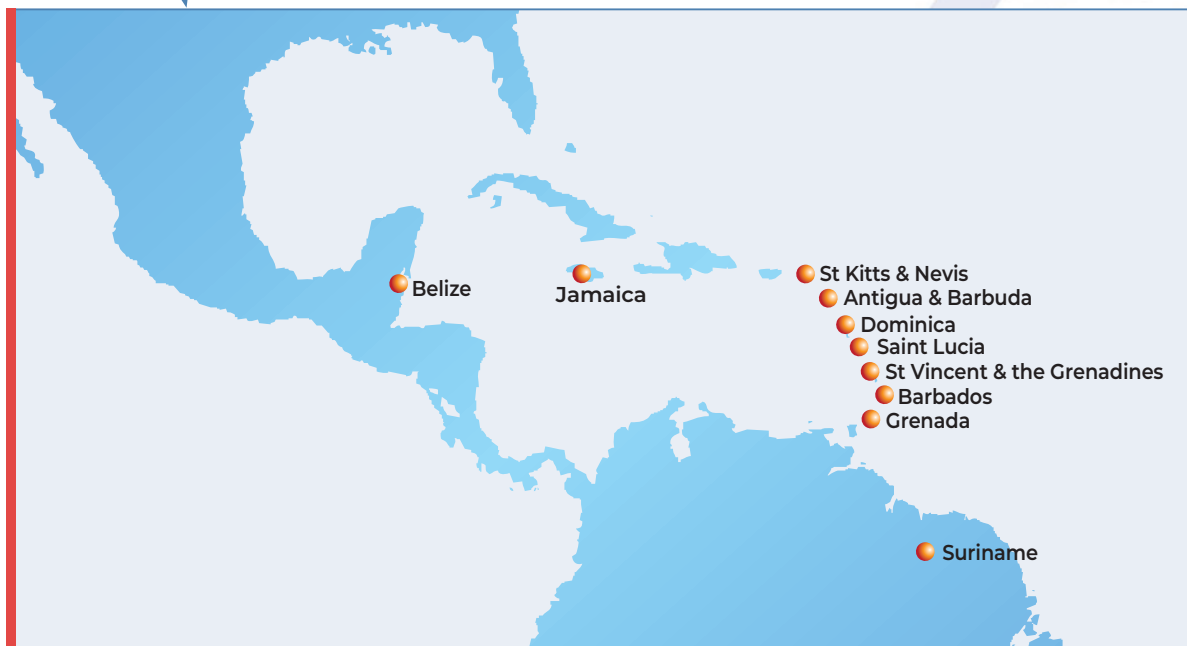 St Kitts & Nevis
Antigua & Barbuda
Belize
Jamaica
Dominica
Saint Lucia
St Vincent & the Grenadines
Barbados
Grenada
Suriname